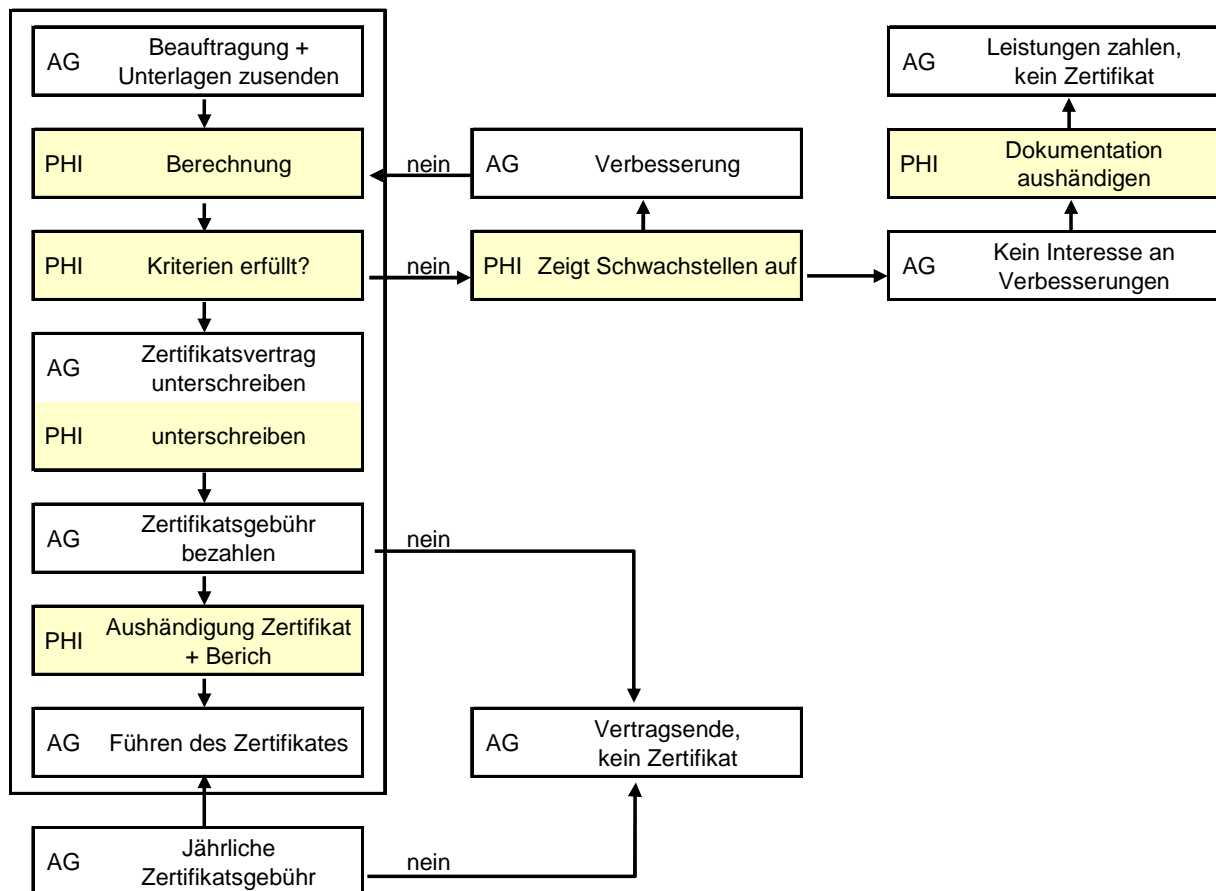 AG
Beauftragung +
Unterlagen zusenden
PHI
Berechnung
PHI
Kriterien erfüllt?
AG
Zertifikatsvertrag
unterschreiben
PHI
unterschreiben
AG
Zertifikatsgebühr
bezahlen
PHI
Aushändigung Zertifikat
+ Berich
AG
Führen des Zertifikates
AG
Jährliche
Zertifikatsgebühr
nein
nein
nein
nein
AG
Verbesserung
PHI
Zeigt Schwachstellen auf
AG
Vertragsende,
kein Zertifikat
AG
Leistungen zahlen,
kein Zertifikat
PHI
Dokumentation
aushändigen
AG
Kein Interesse an
Verbesserungen